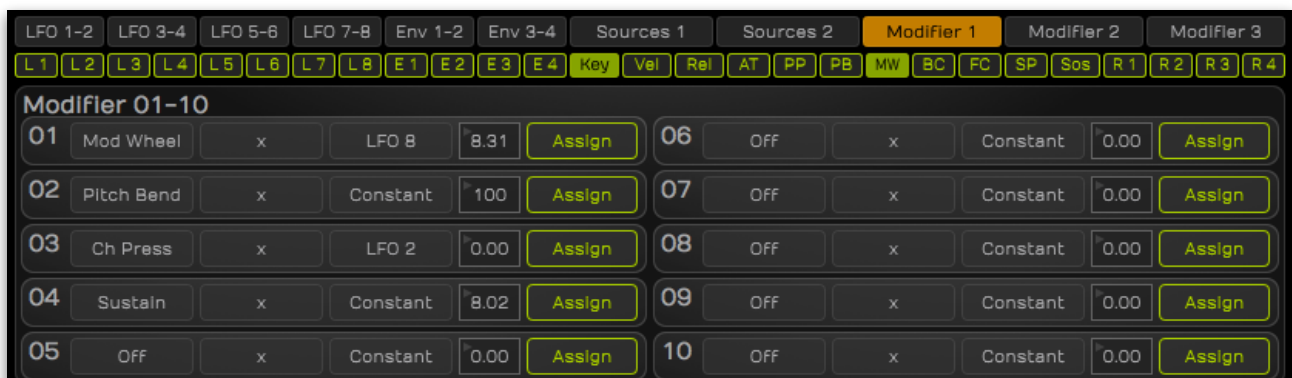 LFO 1-2 LFO 3-4 LFO 5-6 LFO 7-8 Env 1-2 Env 3-4 Sources 1 Sources 2 Modifier 1 Modifier 2 Modifier 3
L 1 L 2 L 3 L 4 L 5 L 6 L 7 L 8 E 1 E 2 E 3 E 4 Key Vel Rel AT PP PB MW BC FC SP Sos R 1 R 2 R 3 R 4
Modifier 01-10
01 Mod Wheel x LFO 8 8.31 Assign 06 Off x Constant 0.00 Assign
02 Pitch Bend x Constant 100 Assign 07 Off x Constant 0.00 Assign
03 Ch Press x LFO 2 0.00 Assign 08 Off x Constant 0.00 Assign
04 Sustain x Constant 8.02 Assign 09 Off x Constant 0.00 Assign
05 Off x Constant 0.00 Assign 10 Off x Constant 0.00 Assign